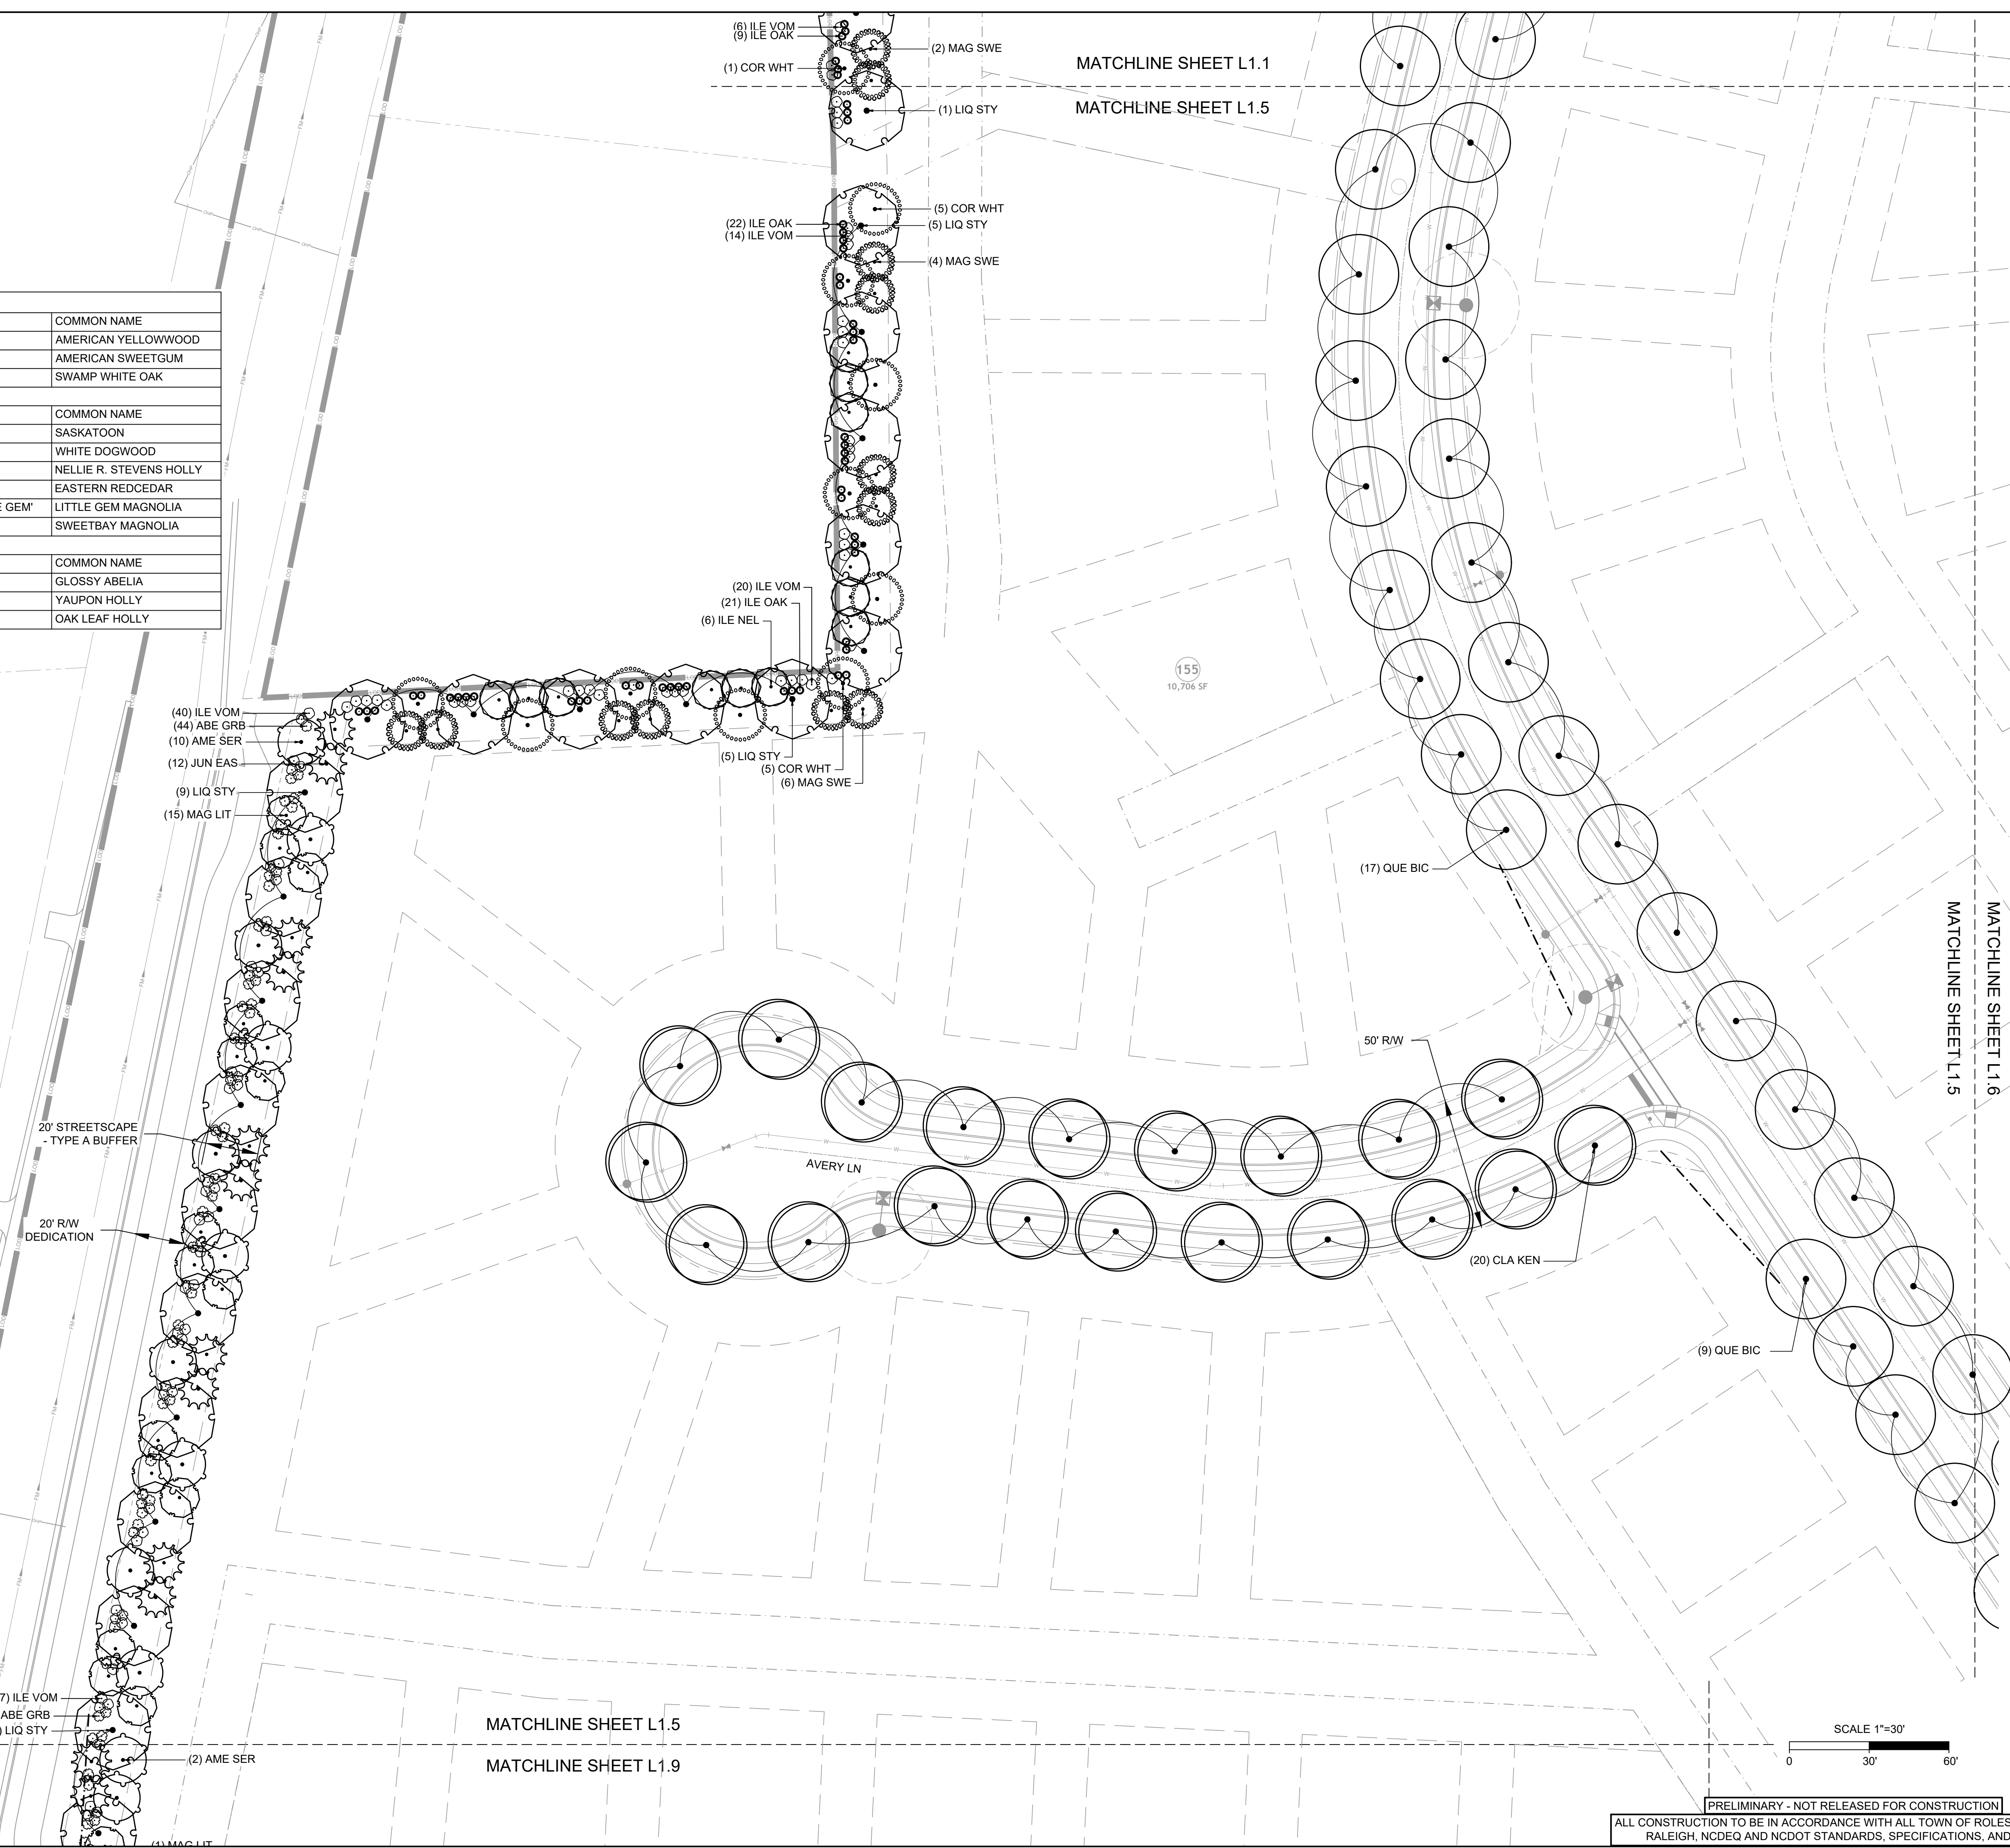 (6) ILE VOM
(9) ILE OAK
(2) MAG SWE
(1) COR WHT
MATCHLINE SHEET L1.1
MATCHLINE SHEET L1.5
(1) LIQ STY
(5) COR WHT
(22) ILE OAK
(5) LIQ STY
(14) ILE VOM
(4) MAG SWE
COMMON NAME
AMERICAN YELLOWWOOD
AMERICAN SWEETGUM
SWAMP WHITE OAK
COMMON NAME
SASKATOON
WHITE DOGWOOD
NELLIE R. STEVENS HOLLY
EASTERN REDCEDAR
GEM' LITTLE GEM MAGNOLIA
SWEETBAY MAGNOLIA
COMMON NAME
GLOSSY ABELIA
YAUPON HOLLY
OAK LEAF HOLLY
(20) ILE VOM
(21) ILE OAK
(6) ILE NEL
155
10,706 SF
(40) ILE VOM
(44) ABE GRB
(10) AME SER
(12) JUN EAS
(9) LIQ STY
(15) MAG LIT
(5) LIQ STY
(5) COR WHT
(6) MAG SWE
(17) QUE BIC
MATCHLINE SHEET L1.5
MATCHLINE SHEET L1.6
50' R/W
20' STREETSCAPE
- TYPE A BUFFER
AVERY LN
20' R/W
DEDICATION
(20) CLA KEN
(9) QUE BIC
7) ILE VOM
ABE GRB
) LIQ STY
(2) AME SER
MATCHLINE SHEET L1.5
MATCHLINE SHEET L1.9
SCALE 1"=30'
0 30' 60'
(1) MAG LIT
PRELIMINARY - NOT RELEASED FOR CONSTRUCTION
ALL CONSTRUCTION TO BE IN ACCORDANCE WITH ALL TOWN OF ROLES
RALEIGH, NCDEQ AND NCDOT STANDARDS, SPECIFICATIONS, AND